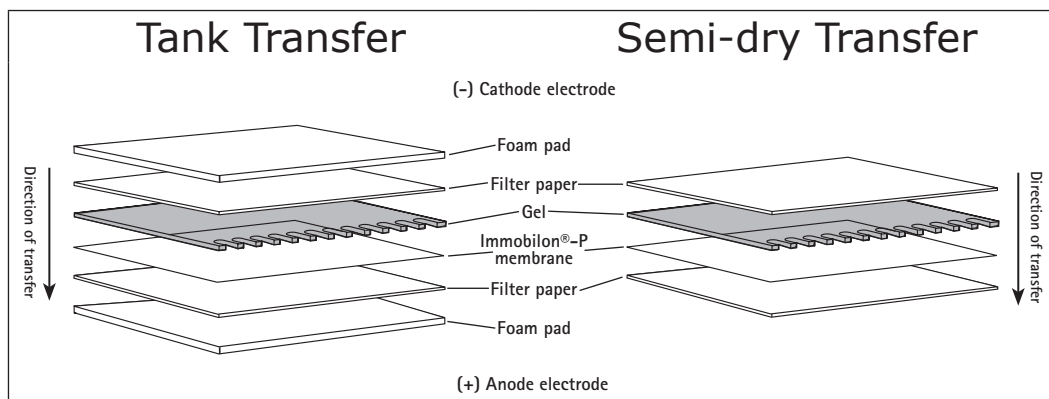 Tank Transfer
Semi-dry Transfer
(-) Cathode electrode
Direction of transfer
Foam pad
Filter paper
Gel
Immobilon®-P
membrane
Filter paper
Foam pad
Direction of transfer
(+) Anode electrode